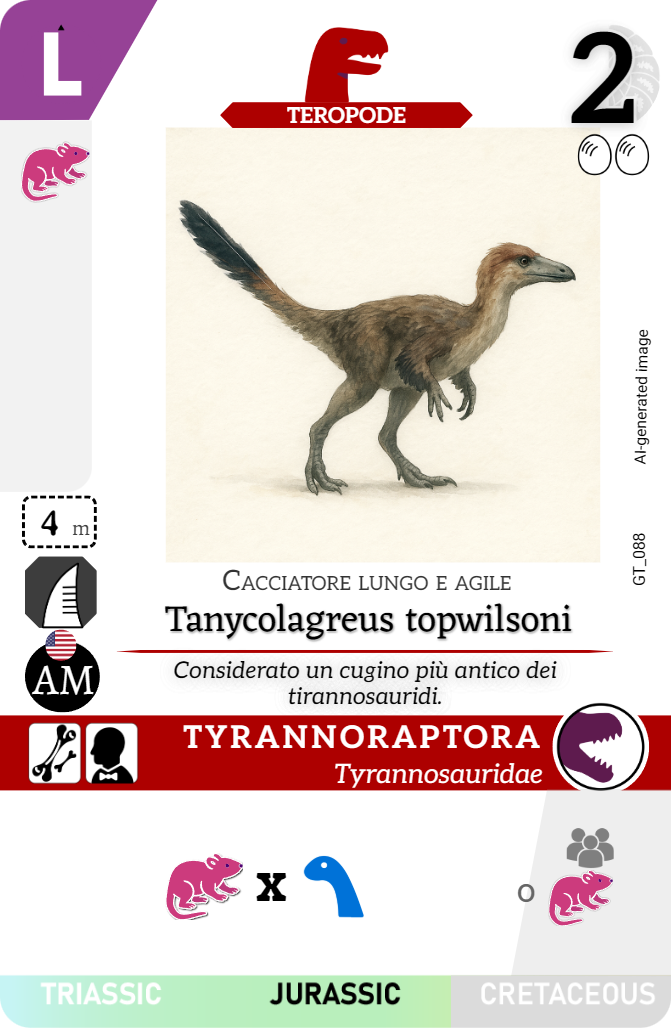 L
2
TEROPODE
AI-generated image
GT_088
4 m
AM
CACCIATORE LUNGO E AGILE
Tanycolagreus topwilsoni
Considerato un cugino più antico dei
tirannosauridi.
TYRANNORAPTORA
Tyrannosauridae
x
o
TRIASSIC JURASSIC CRETACEOUS